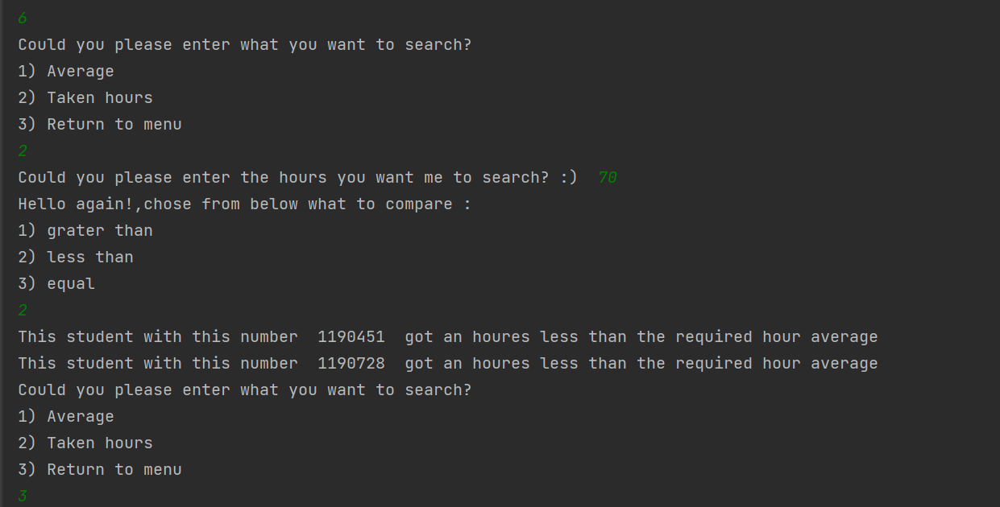 6
Could you please enter what you want to search?
1) Average
2) Taken hours
3) Return to menu
2
Could you please enter the hours you want me to search? :)  70
Hello again!,chose from below what to compare :
1) grater than
2) less than
3) equal
2
This student with this number  1190451  got an houres less than the required hour average
This student with this number  1190728  got an houres less than the required hour average
Could you please enter what you want to search?
1) Average
2) Taken hours
3) Return to menu
3